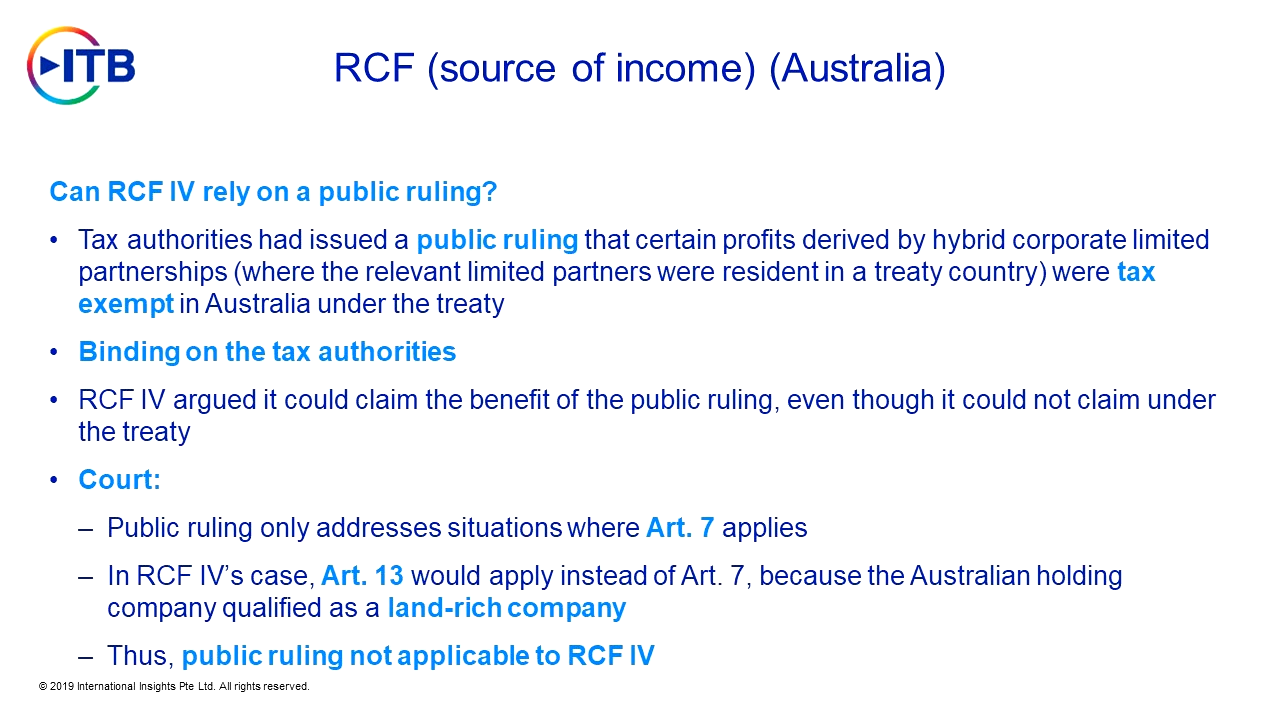 ITB
RCF (source of income) (Australia)
Can RCF IV rely on a public ruling?
• Tax authorities had issued a public ruling that certain profits derived by hybrid corporate limited
partnerships (where the relevant limited partners were resident in a treaty country) were tax
exempt in Australia under the treaty
• Binding on the tax authorities
• RCF IV argued it could claim the benefit of the public ruling, even though it could not claim under
the treaty
• Court:
– Public ruling only addresses situations where Art. 7 applies
– In RCF IV’s case, Art. 13 would apply instead of Art. 7, because the Australian holding
company qualified as a land-rich company
– Thus, public ruling not applicable to RCF IV
© 2019 International Insights Pte Ltd. All rights reserved.